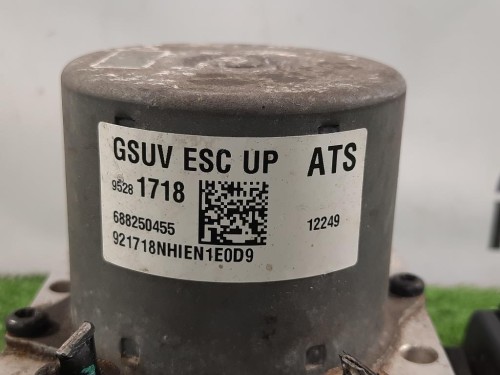 GSUV ESC UP ATS
9528 1718
688250455 12249
921718NHIEN1E0D9